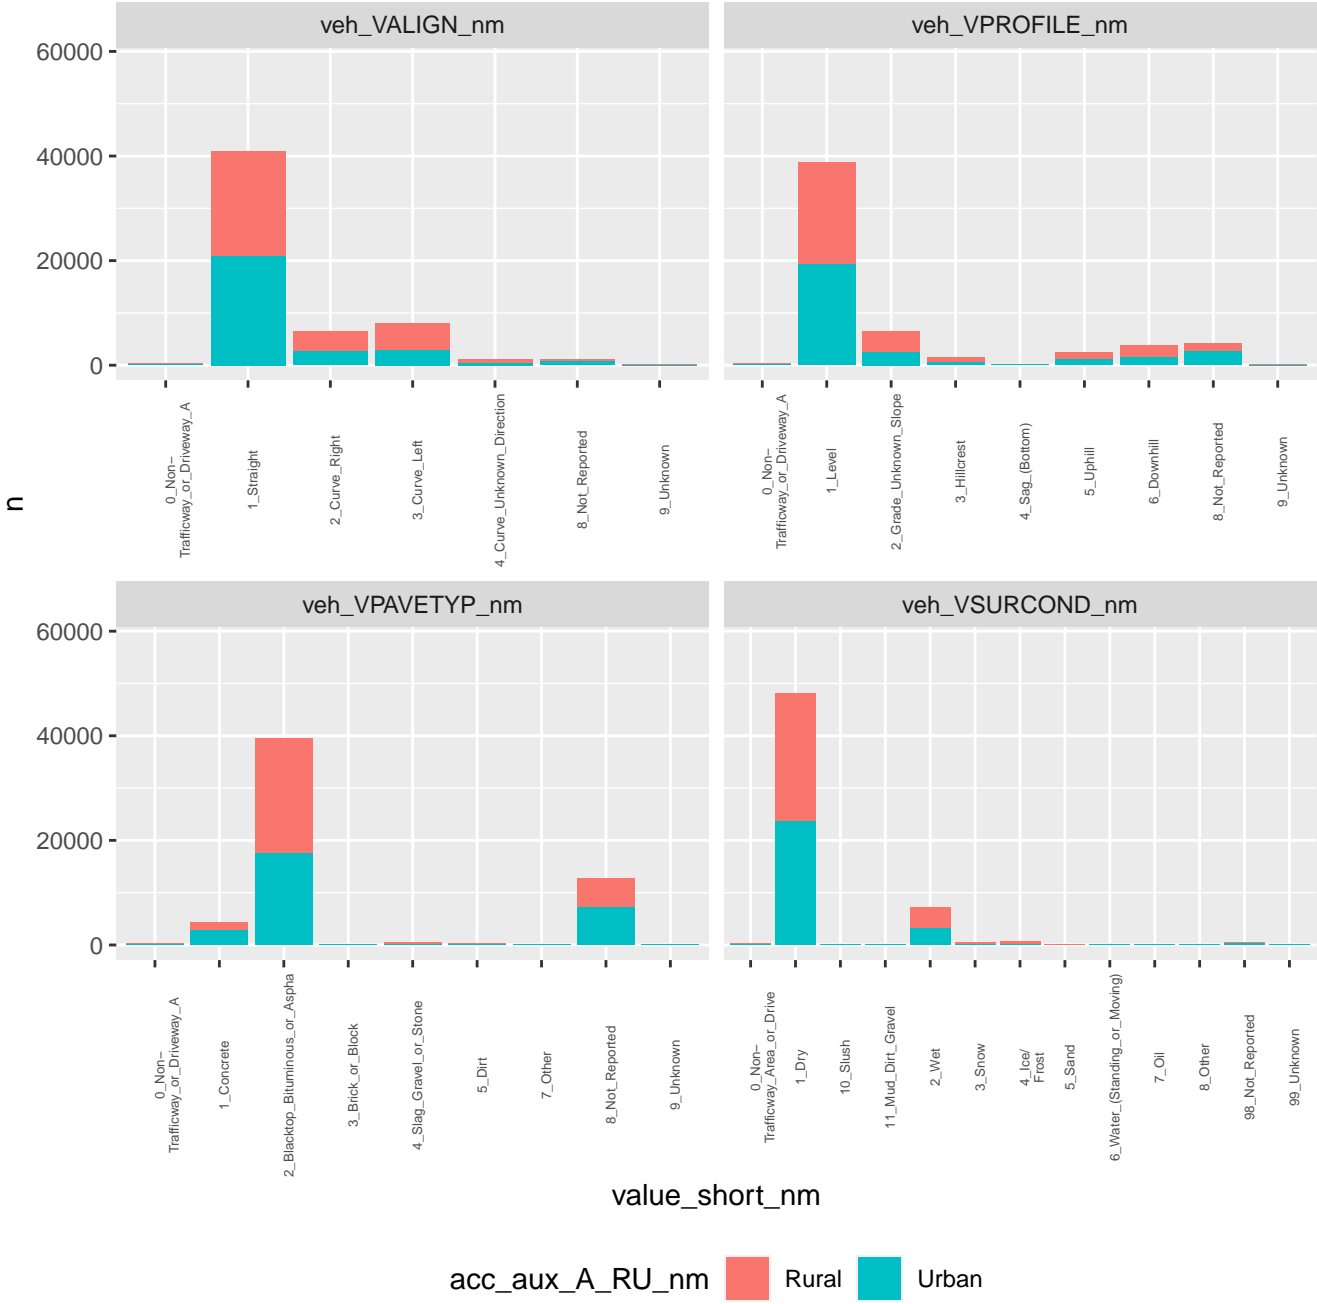 veh_VALIGN_nm
veh_VPROFILE_nm
60000
40000
20000
0
n
0_Non−
Trafficway_or_Driveway_A
1_Straight
2_Curve_Right
3_Curve_Left
4_Curve_Unknown_Direction
8_Not_Reported
9_Unknown
0_Non−
Trafficway_or_Driveway_A
1_Level
2_Grade_Unknown_Slope
3_Hillcrest
4_Sag_(Bottom)
5_Uphill
6_Downhill
8_Not_Reported
9_Unknown
veh_VPAVETYP_nm
veh_VSURCOND_nm
60000
40000
20000
0
0_Non−
Trafficway_or_Driveway_A
1_Concrete
2_Blacktop_Bituminous_or_Aspha
3_Brick_or_Block
4_Slag_Gravel_or_Stone
5_Dirt
7_Other
8_Not_Reported
9_Unknown
0_Non−
Trafficway_Area_or_Drive
1_Dry
10_Slush
11_Mud_Dirt_Gravel
2_Wet
3_Snow
4_Ice/
Frost
5_Sand
6_Water_(Standing_or_Moving)
7_Oil
8_Other
98_Not_Reported
99_Unknown
value_short_nm
acc_aux_A_RU_nm
Rural
Urban